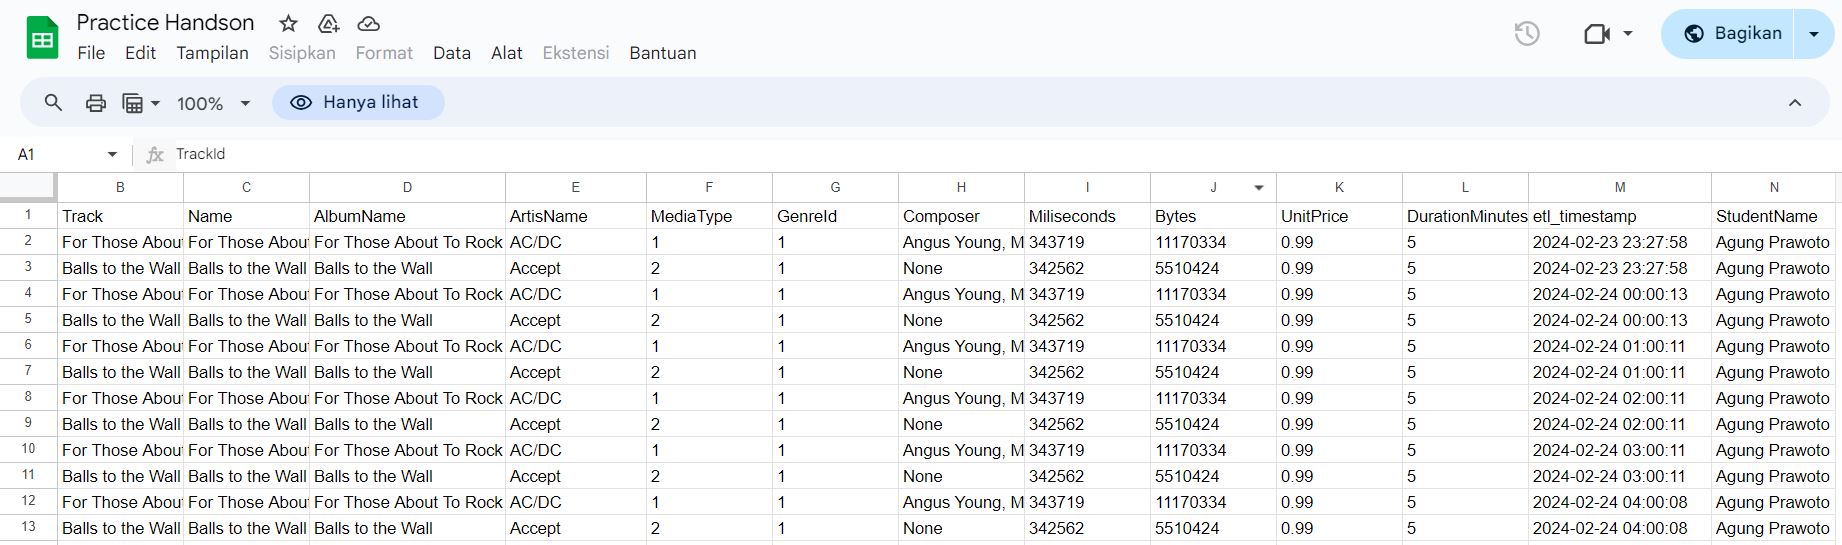 Practice Handson
File Edit Tampilan Sisipkan Format Data Alat Ekstensi Bantuan
Bagikan
100% Hanya lihat
A1 fx TrackId
B C D E F G H I J K L M N
1 Track Name AlbumName ArtisName MediaType GenreId Composer Miliseconds Bytes UnitPrice DurationMinutes etl_timestamp StudentName
2 For Those About For Those About For Those About To Rock AC/DC 1 1 Angus Young, M 343719 11170334 0.99 5 2024-02-23 23:27:58 Agung Prawoto
3 Balls to the Wall Balls to the Wall Balls to the Wall Accept 2 1 None 342562 5510424 0.99 5 2024-02-23 23:27:58 Agung Prawoto
4 For Those About For Those About For Those About To Rock AC/DC 1 1 Angus Young, M 343719 11170334 0.99 5 2024-02-24 00:00:13 Agung Prawoto
5 Balls to the Wall Balls to the Wall Balls to the Wall Accept 2 1 None 342562 5510424 0.99 5 2024-02-24 00:00:13 Agung Prawoto
6 For Those About For Those About For Those About To Rock AC/DC 1 1 Angus Young, M 343719 11170334 0.99 5 2024-02-24 01:00:11 Agung Prawoto
7 Balls to the Wall Balls to the Wall Balls to the Wall Accept 2 1 None 342562 5510424 0.99 5 2024-02-24 01:00:11 Agung Prawoto
8 For Those About For Those About For Those About To Rock AC/DC 1 1 Angus Young, M 343719 11170334 0.99 5 2024-02-24 02:00:11 Agung Prawoto
9 Balls to the Wall Balls to the Wall Balls to the Wall Accept 2 1 None 342562 5510424 0.99 5 2024-02-24 02:00:11 Agung Prawoto
10 For Those About For Those About For Those About To Rock AC/DC 1 1 Angus Young, M 343719 11170334 0.99 5 2024-02-24 03:00:11 Agung Prawoto
11 Balls to the Wall Balls to the Wall Balls to the Wall Accept 2 1 None 342562 5510424 0.99 5 2024-02-24 03:00:11 Agung Prawoto
12 For Those About For Those About For Those About To Rock AC/DC 1 1 Angus Young, M 343719 11170334 0.99 5 2024-02-24 04:00:08 Agung Prawoto
13 Balls to the Wall Balls to the Wall Balls to the Wall Accept 2 1 None 342562 5510424 0.99 5 2024-02-24 04:00:08 Agung Prawoto